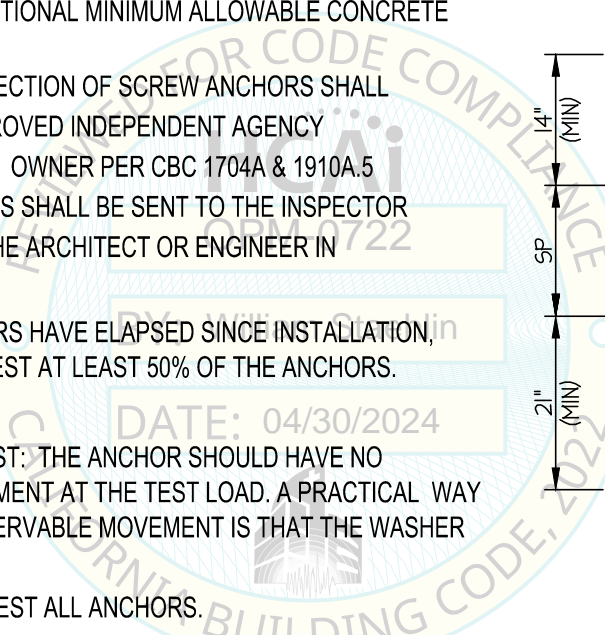 TIONAL MINIMUM ALLOWABLE CONCRETE
ECTION OF SCREW ANCHORS SHALL
ROVED INDEPENDENT AGENCY
OWNER PER CBC 1704A & 1910A.5
S SHALL BE SENT TO THE INSPECTOR
HE ARCHITECT OR ENGINEER IN
RS HAVE ELAPSED SINCE INSTALLATION,
EST AT LEAST 50% OF THE ANCHORS.
ST: THE ANCHOR SHOULD HAVE NO
MENT AT THE TEST LOAD. A PRACTICAL WAY
ERVABLE MOVEMENT IS THAT THE WASHER
EST ALL ANCHORS.
14"
(MIN)
SP
21"
(MIN)
FOR CODE COMPLIANCE
HCAi
OPM-0722
BY: William Staehlin
DATE: 04/30/2024
CALIFORNIA BUILDING CODE, 2022